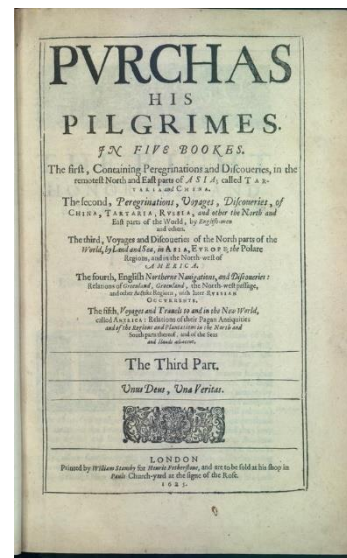 PVRCHAS
HIS
PILGRIMES.
IN FIVE BOOKES.
The first, Containing Peregrinations and Discoueries, in the
remotest North and East parts of ASIA, called TAR-
TARIA and CHINA.
The second, Peregrinations, Voyages, Discoueries, of
CHINA, TARTARIA, RVSSIA, and other the North and
East parts of the World, by English-men
and others.
The third, Voyages and Discoueries of the North parts of the
World, by Land and Sea, in ASIA, EVROPE, the Polare
Regions, and in the North-west of
AMERICA.
The fourth, English Northerne Nauigations, and Discoueries:
Relations of Greenland, Groenland, the North-west passage,
and other Arctike Regions, with later RVSSIAN
OCCVRRENTS.
The fifth, Voyages and Trauels to and in the New World,
called AMERICA: Relations of their Pagan Antiquities
and of the Regions and Plantations in the North and
South parts thereof, and of the Seas
and Ilands adiacent.
The Third Part.
Unus Deus, Una Veritas.
LONDON
Printed by William Stansby for Henrie Fetherstone, and are to be sold at his shop in
Pauls Church-yard at the signe of the Rose.
1625.